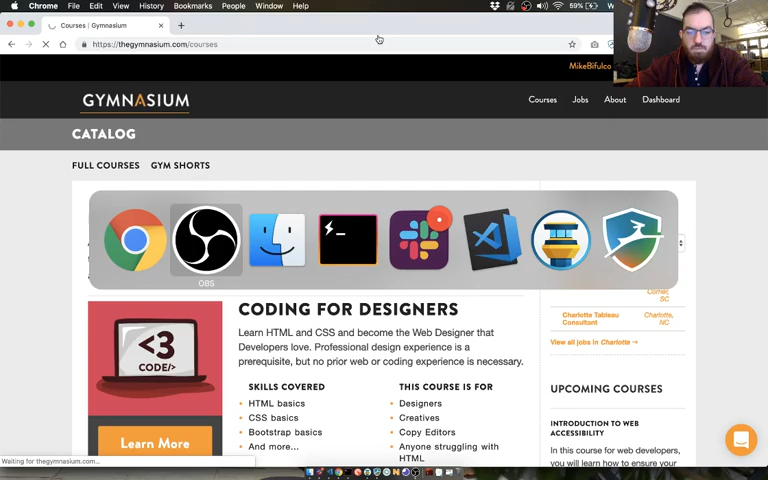 Chrome File Edit View History Bookmarks People Window Help
59%
Courses | Gymnasium
https://thegymnasium.com/courses
MikeBifulco
GYMNASIUM
Courses Jobs About Dashboard
CATALOG
FULL COURSES GYM SHORTS
OBS
CODING FOR DESIGNERS
Learn HTML and CSS and become the Web Designer that
Developers love. Professional design experience is a
prerequisite, but no prior web or coding experience is necessary.
<3
CODE/>
Learn More
SKILLS COVERED
HTML basics
CSS basics
Bootstrap basics
And more...
THIS COURSE IS FOR
Designers
Creatives
Copy Editors
Anyone struggling with
HTML
Corner,
SC
Charlotte Tableau
Consultant
Charlotte,
NC
View all jobs in Charlotte →
UPCOMING COURSES
INTRODUCTION TO WEB
ACCESSIBILITY
In this course for web developers,
you will learn how to ensure your
Waiting for thegymnasium.com...